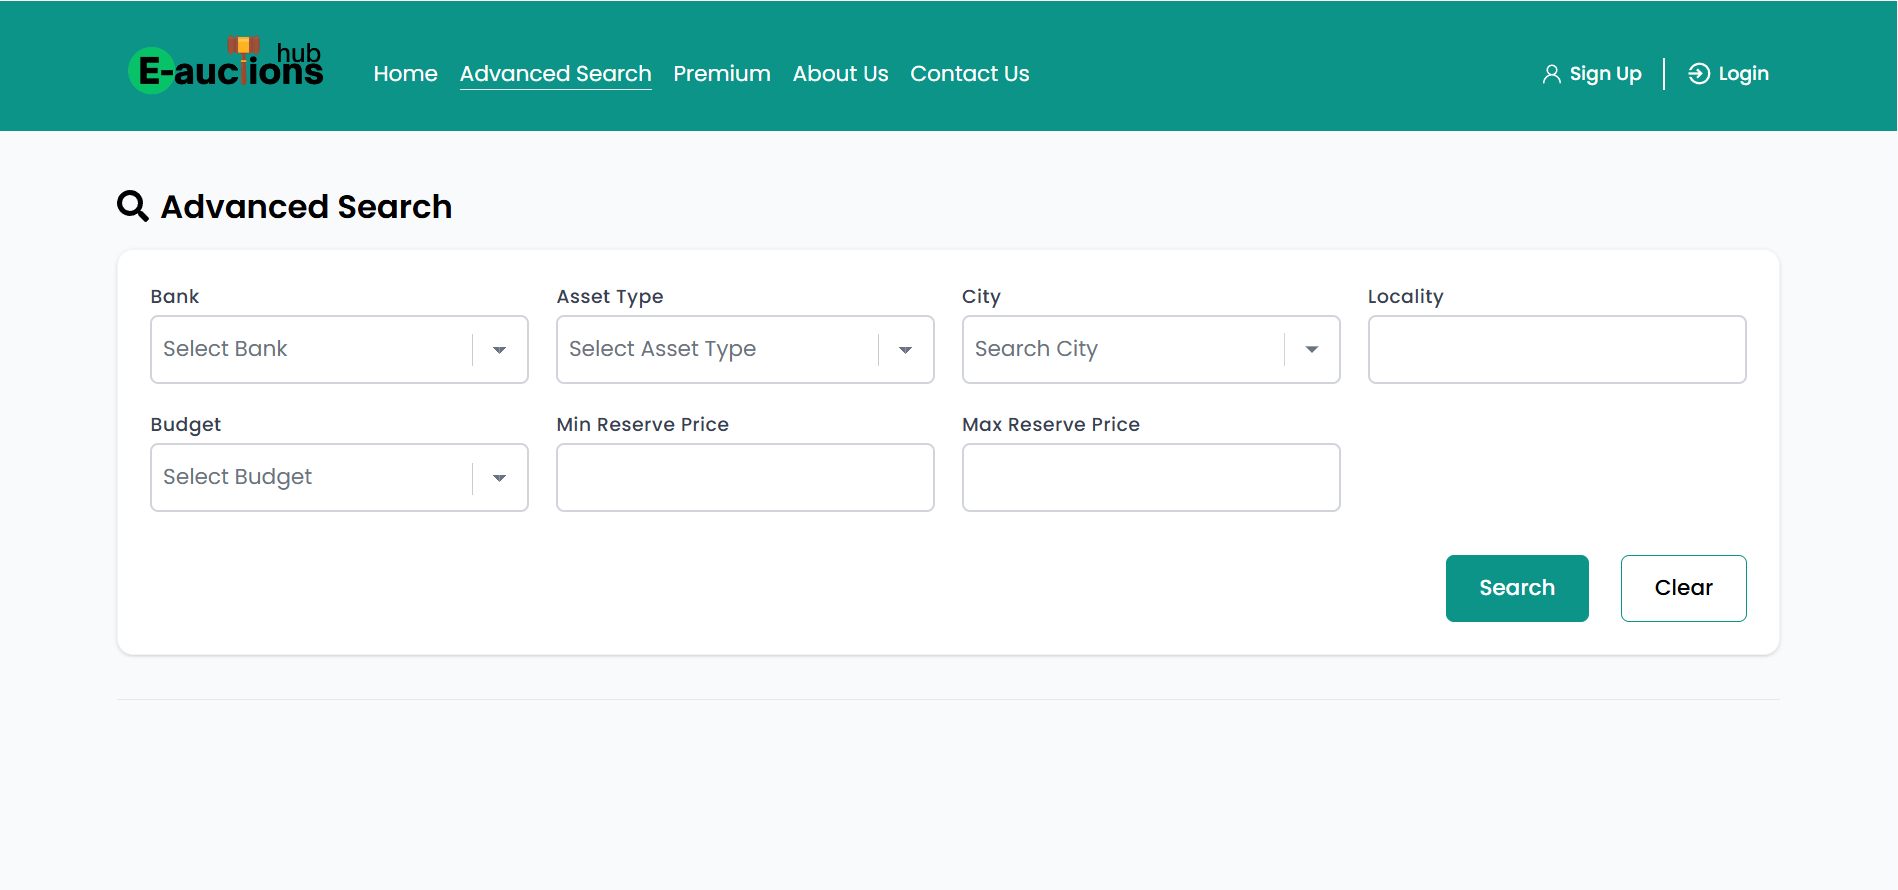 E-auctions hub
Home Advanced Search Premium About Us Contact Us
Sign Up Login
Advanced Search
Bank Asset Type City Locality
Select Bank Select Asset Type Search City
Budget Min Reserve Price Max Reserve Price
Select Budget
Search Clear